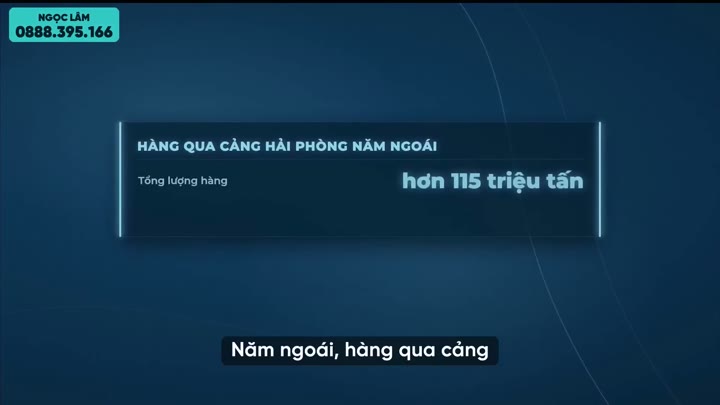 NGỌC LÂM
0888.395.166
HÀNG QUA CẢNG HẢI PHÒNG NĂM NGOÁI
Tổng lượng hàng
hơn 115 triệu tấn
Năm ngoái, hàng qua cảng